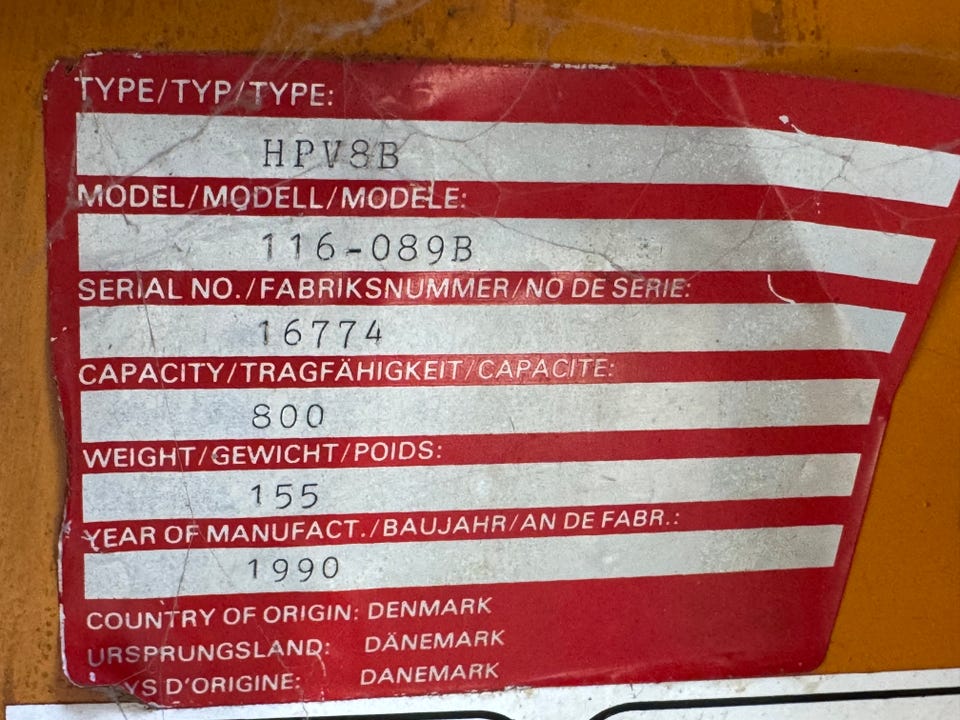 TYPE/TYP/TYPE:
HPV8B
MODEL/MODELL/MODELE:
116-089B
SERIAL NO./FABRIKSNUMMER/NO DE SERIE:
16774
CAPACITY/TRAGFÄHIGKEIT/CAPACITE:
800
WEIGHT/GEWICHT/POIDS:
155
YEAR OF MANUFACT./BAUJAHR/AN DE FABR.:
1990
COUNTRY OF ORIGIN: DENMARK
URSPRUNGSLAND: DÄNEMARK
YS D'ORIGINE: DANEMARK